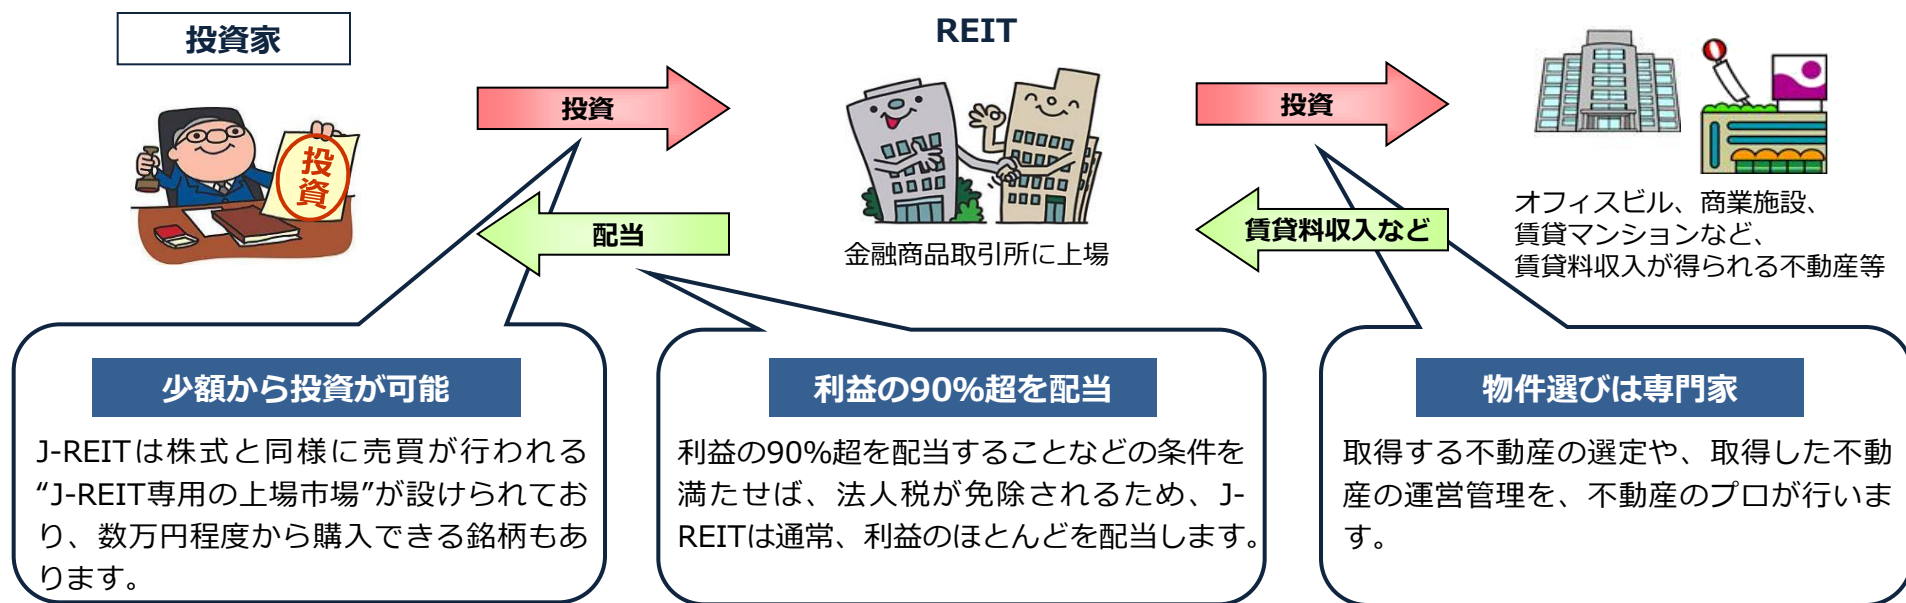 投資家
REIT
投資
投資
投資
配当
賃貸料収入など
金融商品取引所に上場
オフィスビル、商業施設、
賃貸マンションなど、
賃貸料収入が得られる不動産等
少額から投資が可能
J-REITは株式と同様に売買が行われる
“J-REIT専用の上場市場”が設けられてお
り、数万円程度から購入できる銘柄もあ
ります。
利益の90%超を配当
利益の90%超を配当することなどの条件を
満たせば、法人税が免除されるため、J-
REITは通常、利益のほとんどを配当します。
物件選びは専門家
取得する不動産の選定や、取得した不動
産の運営管理を、不動産のプロが行いま
す。